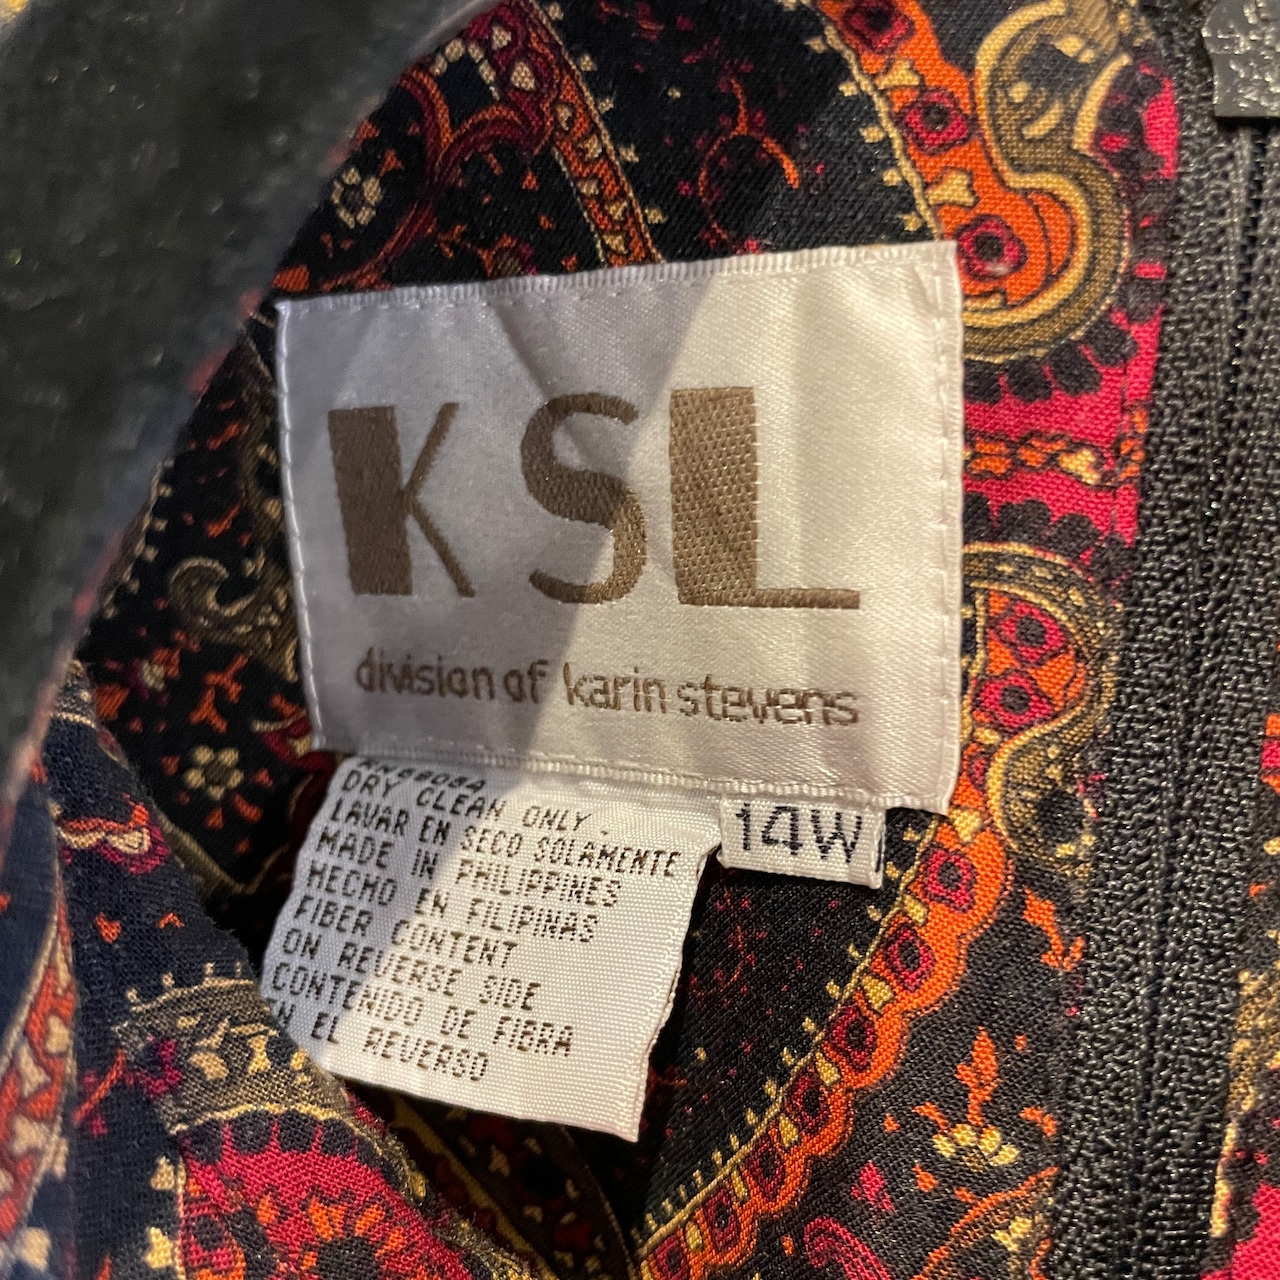 KSL
division of karin stevens
14W
DRY CLEAN ONLY.
LAVAR EN SECO SOLAMENTE
MADE IN PHILIPPINES
HECHO EN FILIPINAS
FIBER CONTENT
ON REVERSE SIDE
CONTENIDO DE FIBRA
EN EL REVERSO